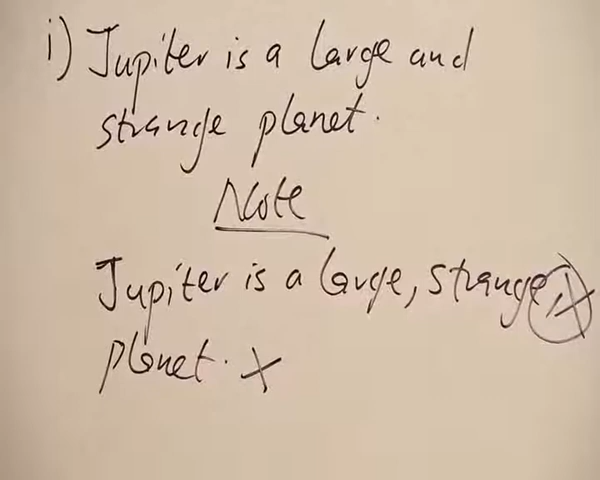 i) Jupiter is a large and
strange planet.
Note
Jupiter is a large, strange, X
planet. X